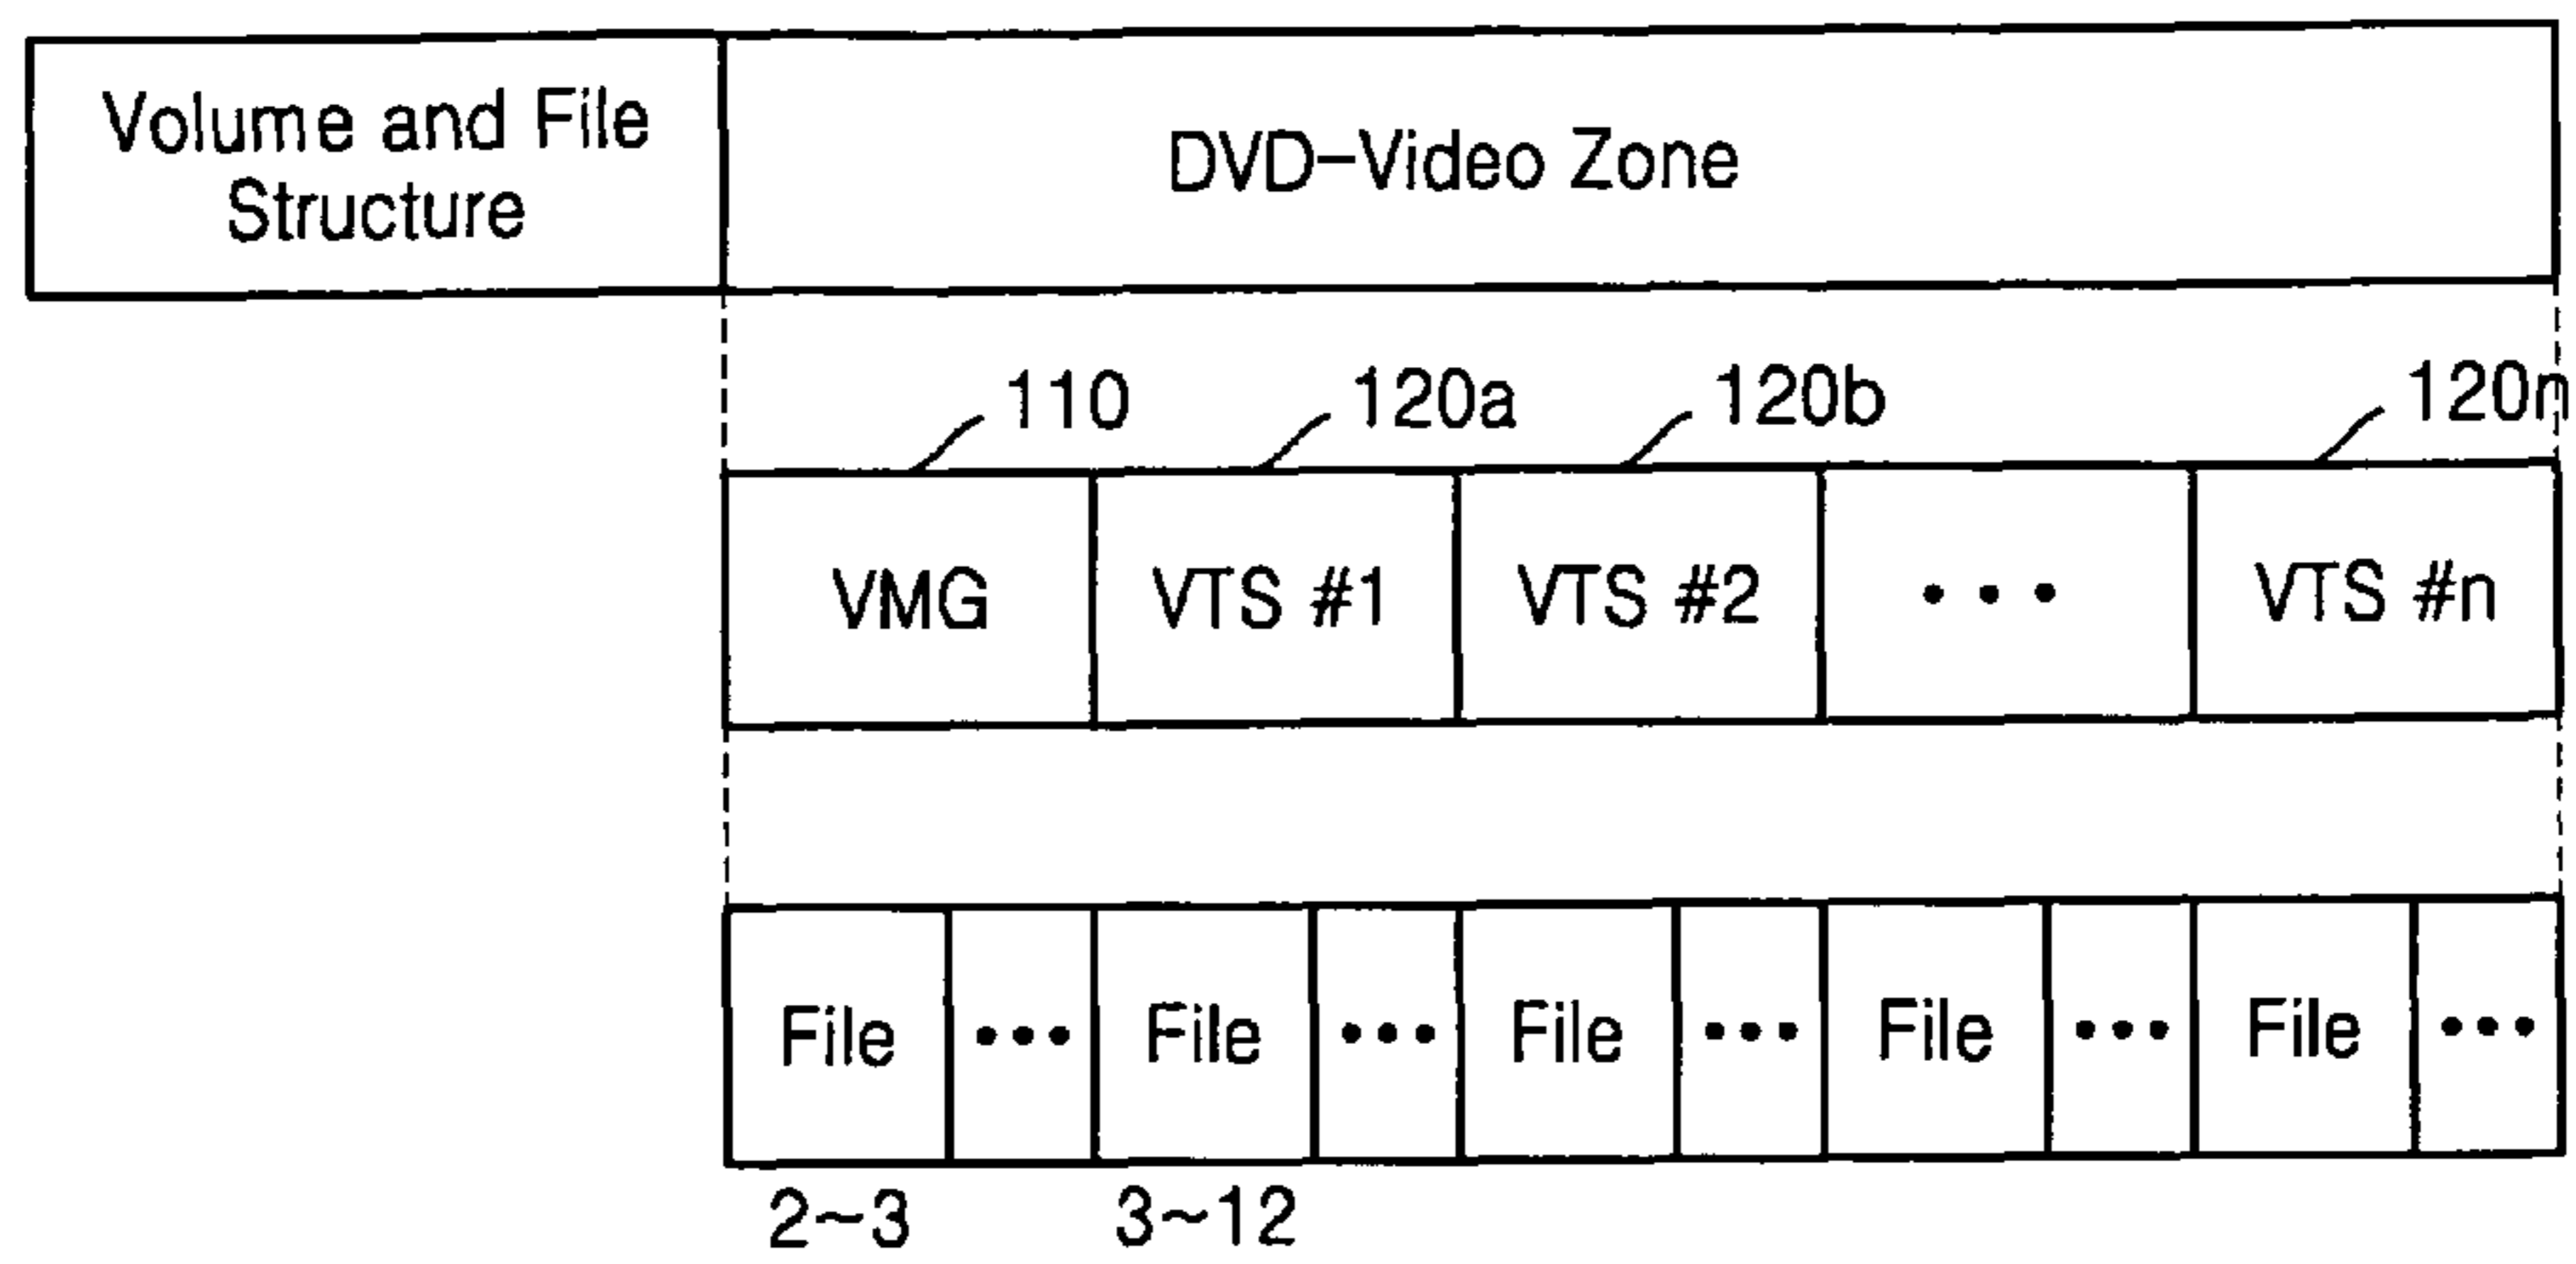 Volume and File
Structure
DVD-Video Zone
110
120a
120b
120n
VMG
VTS #1
VTS #2
• • •
VTS #n
File
•••
File
•••
File
•••
File
•••
File
•••
2~3
3~12